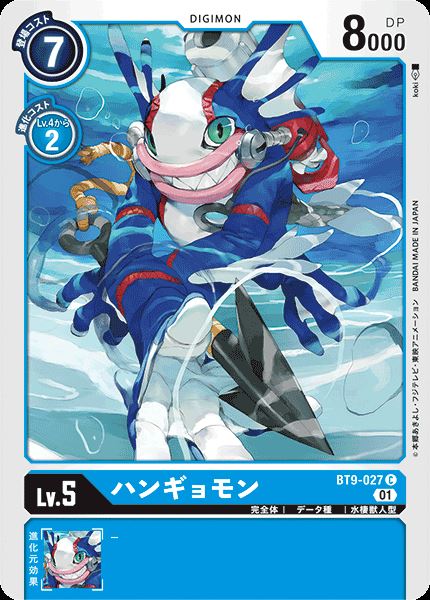 登場コスト
7
DIGIMON
8000
DP
koki
進化コスト
Lv.4から
2
© 本郷あきよし・フジテレビ・東映アニメーション BANDAI MADE IN JAPAN
Lv.5
ハンギョモン
BT9-027 C
01
完全体 | データ種 | 水棲獣人型
進化元効果
–